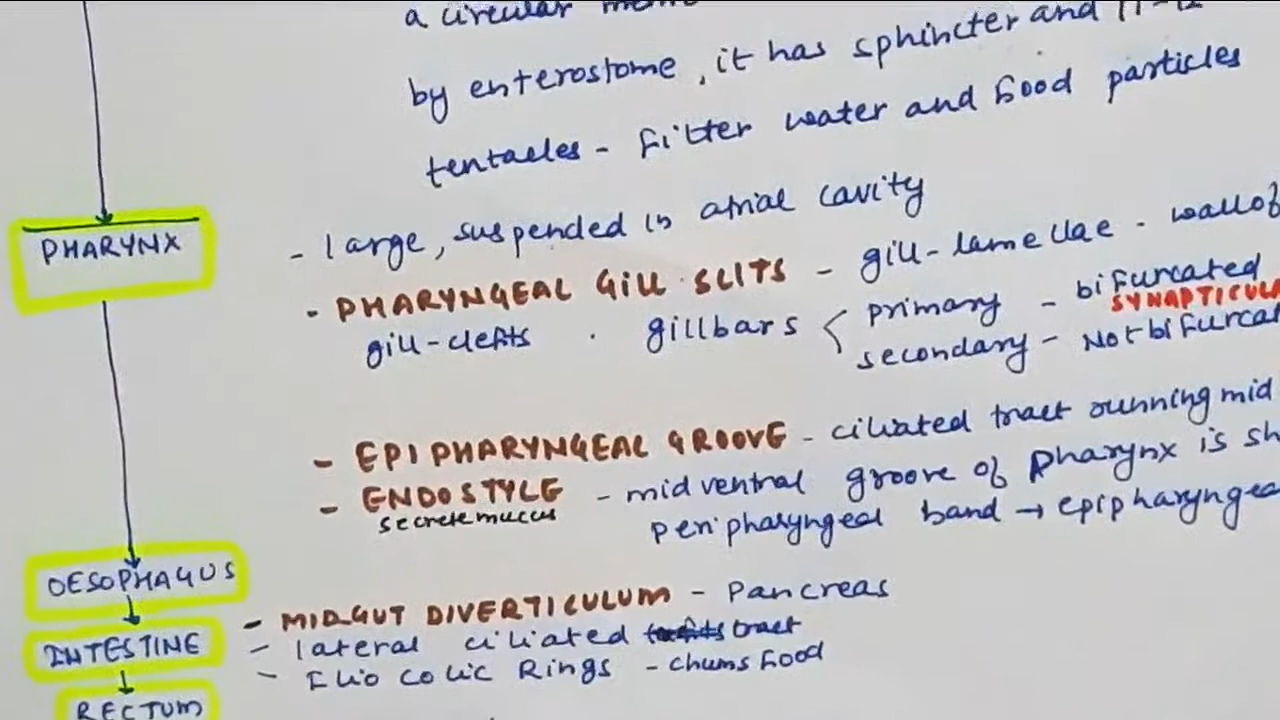 a circular
by enterostome, it has sphincter and 11-12
tentacles - Filter water and food particles
PHARYNX
- large, suspended in atrial cavity
- PHARYNGEAL GILL SLITS - gill-lamellae - wall of
gill-clefts . gillbars < primary - bifurcated
SYNAPTICULA
secondary - Not bifurcat
- EPIPHARYNGEAL GROOVE - ciliated tract running mid
- ENDOSTYLE - mid ventral groove of pharynx is sh
secrete mucus
peripharyngeal band → epipharyngea
OESOPHAGUS
- MIDGUT DIVERTICULUM - Pancreas
INTESTINE
- lateral ciliated tract
- Ilio colic Rings - churns food
RECTUM